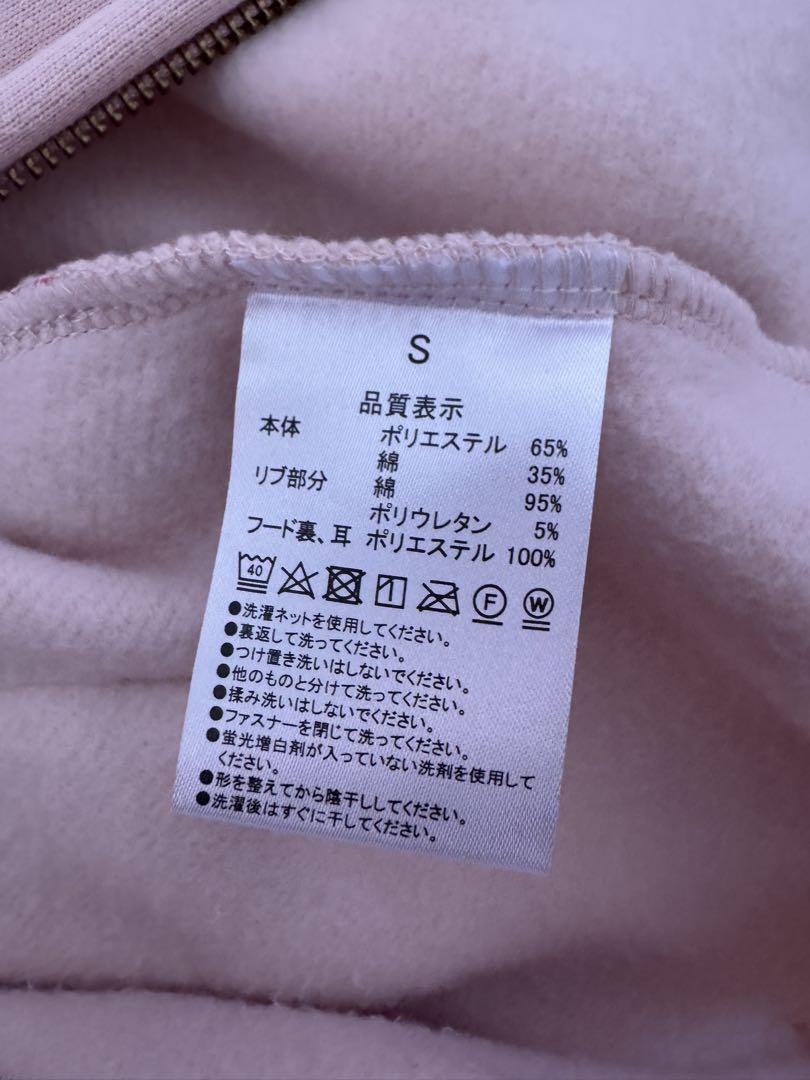 S
品質表示
本体 ポリエステル 65%
綿 35%
リブ部分 綿 95%
ポリウレタン 5%
フード裏、耳 ポリエステル 100%
40 1 F W
●洗濯ネットを使用してください。
●裏返して洗ってください。
●つけ置き洗いはしないでください。
●他のものと分けて洗ってください。
●揉み洗いはしないでください。
●ファスナーを閉じて洗ってください。
●蛍光増白剤が入っていない洗剤を使用して
ください。
●形を整えてから陰干ししてください。
●洗濯後はすぐに干してください。